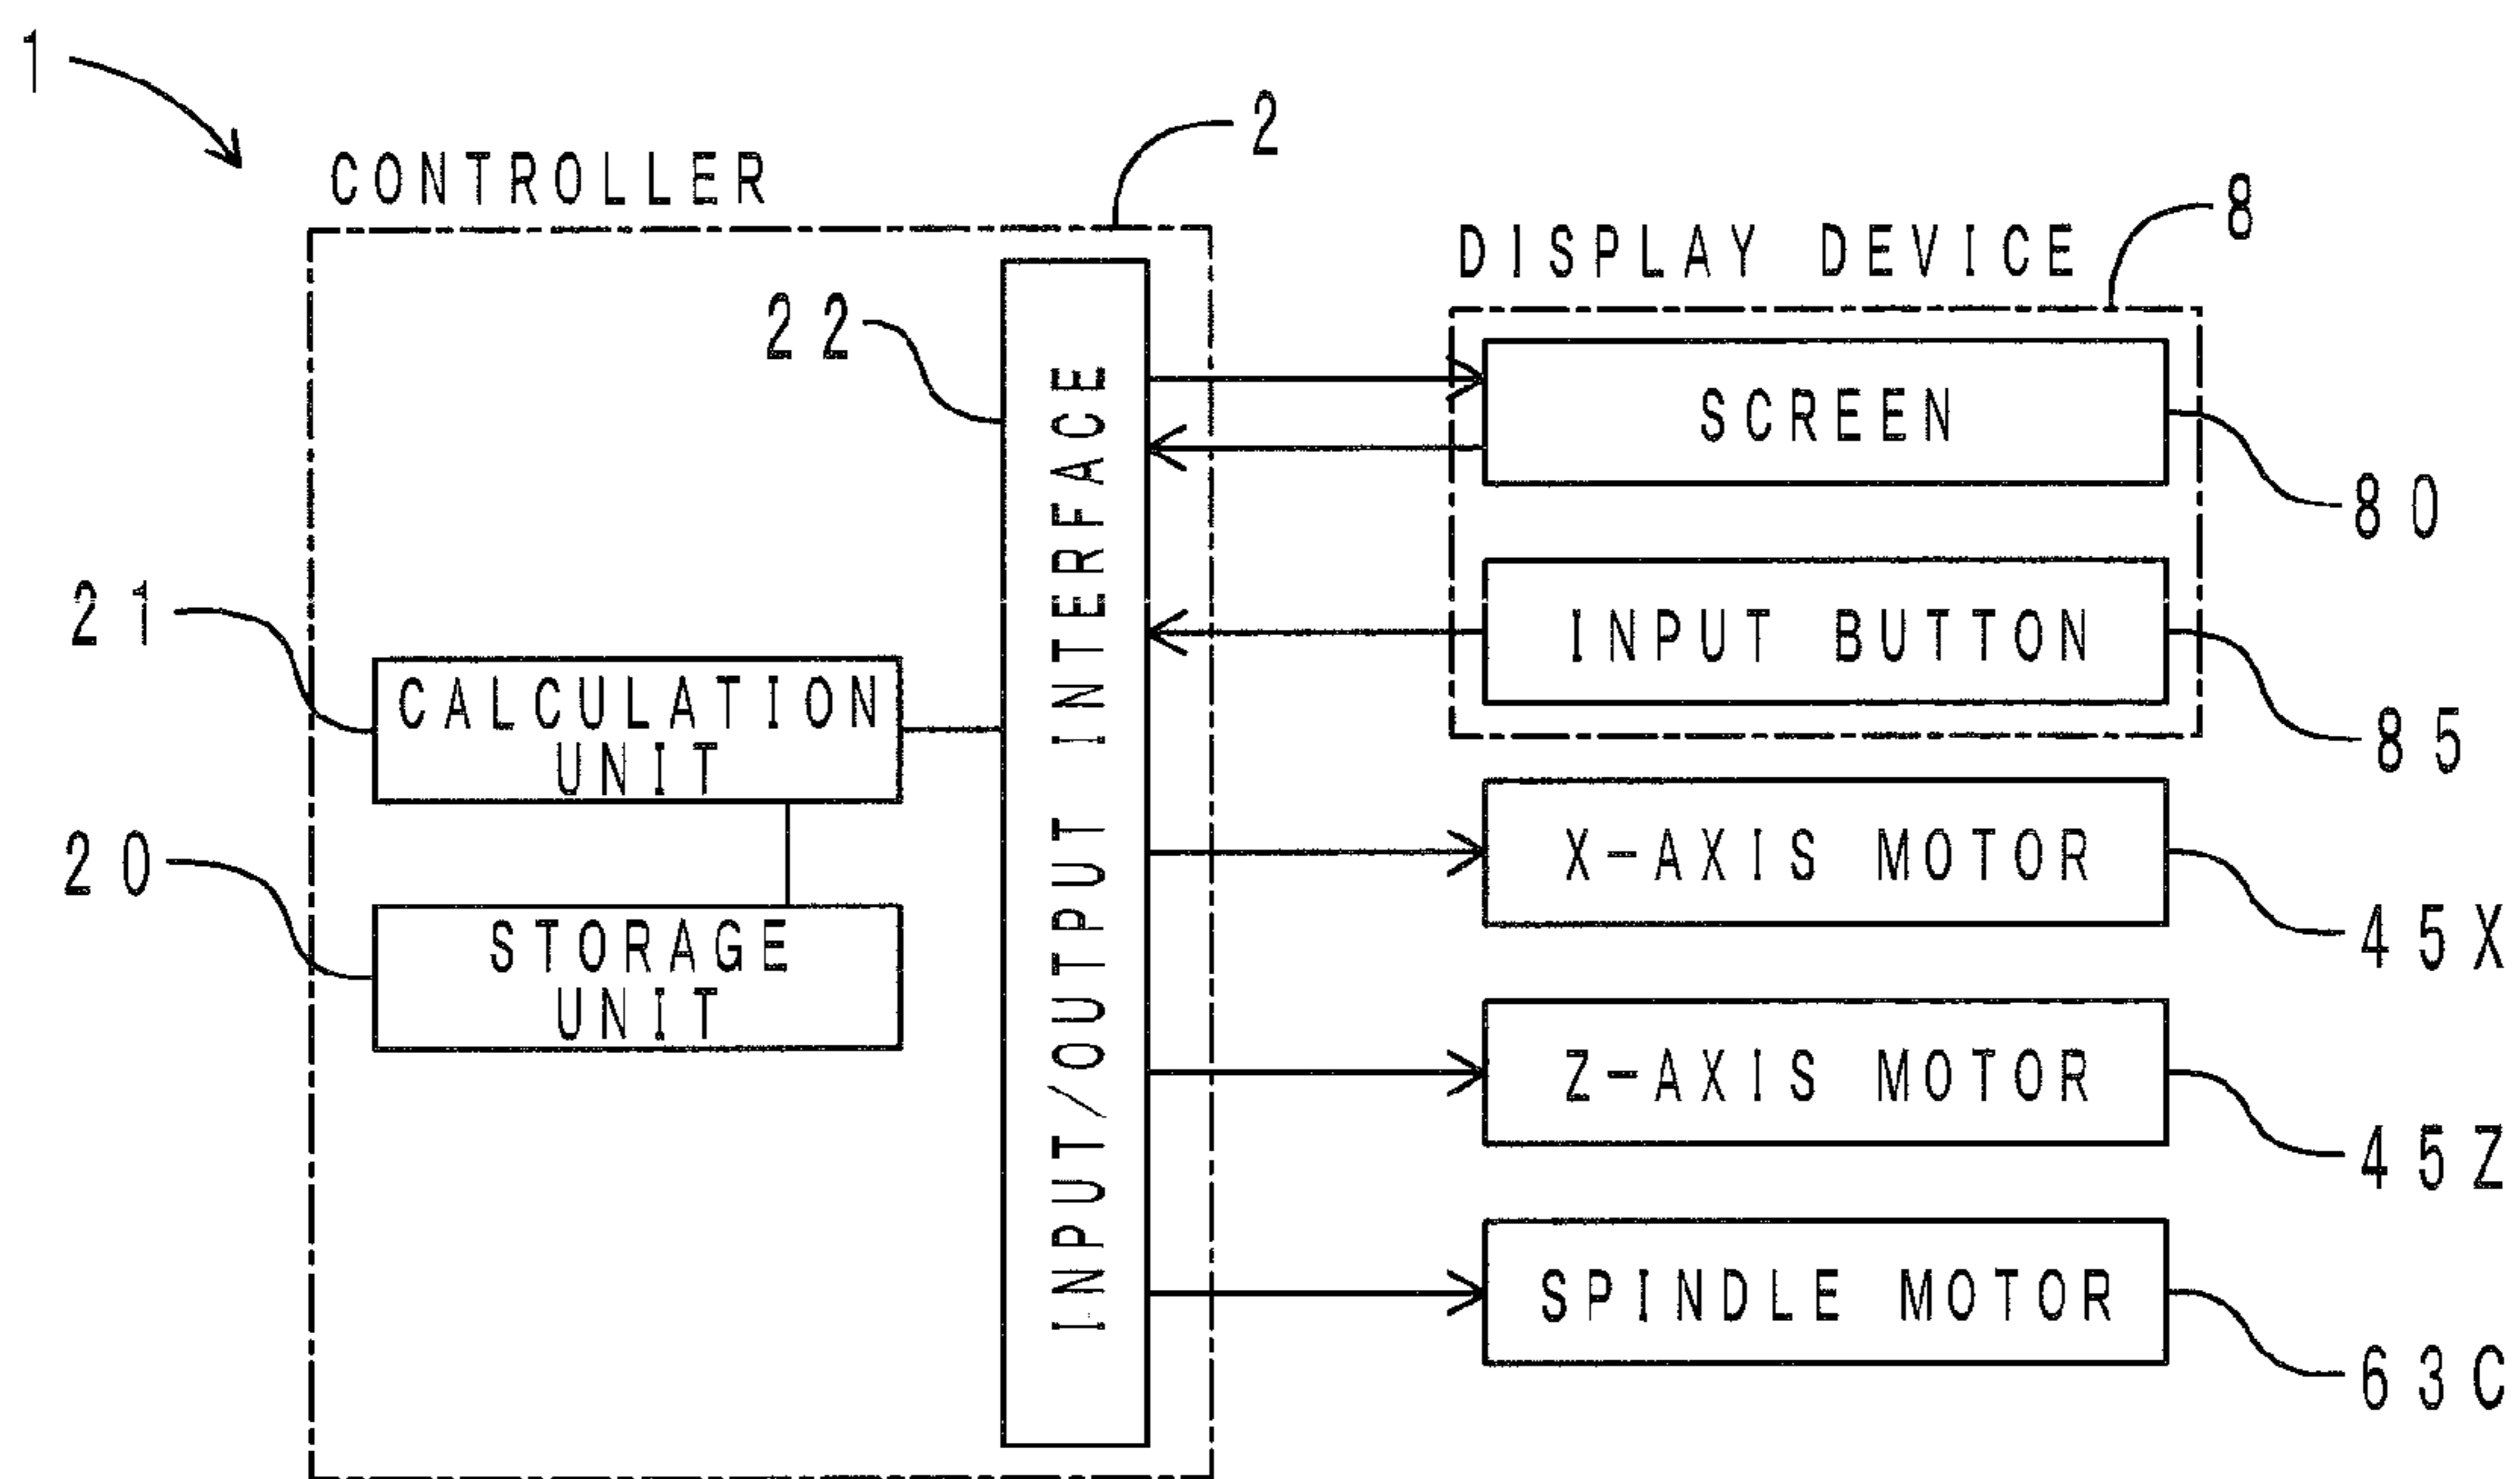 1
CONTROLLER
2
DISPLAY DEVICE
8
22
INPUT/OUTPUT INTERFACE
SCREEN
80
21
CALCULATION
UNIT
INPUT BUTTON
85
20
STORAGE
UNIT
X-AXIS MOTOR
45X
Z-AXIS MOTOR
45Z
SPINDLE MOTOR
63C